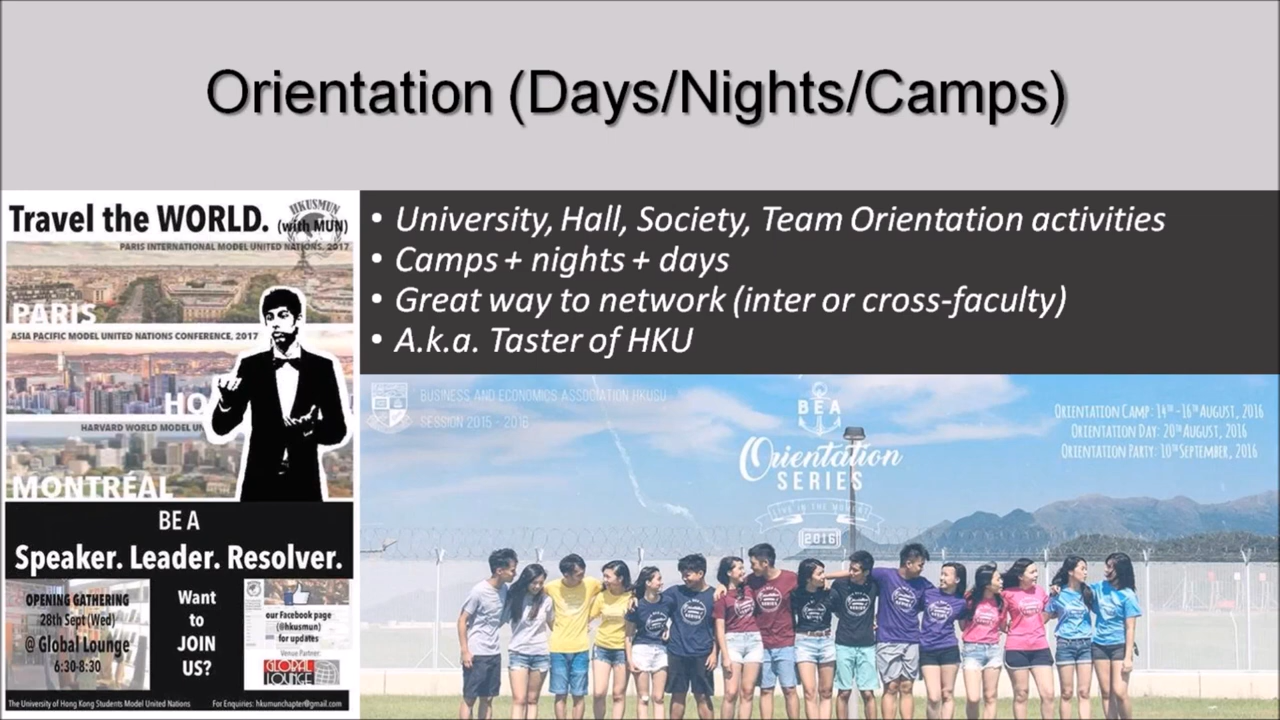 Orientation (Days/Nights/Camps)
• University, Hall, Society, Team Orientation activities
• Camps + nights + days
• Great way to network (inter or cross-faculty)
• A.k.a. Taster of HKU
HKUSMUN
Travel the WORLD. (with MUN)
PARIS INTERNATIONAL MODEL UNITED NATIONS, 2017
PARIS
ASIA PACIFIC MODEL UNITED NATIONS CONFERENCE, 2017
HO
HARVARD WORLD MODEL UN
MONTRÉAL
BE A
Speaker. Leader. Resolver.
OPENING GATHERING
28th Sept (Wed)
@ Global Lounge
6:30-8:30
Want
to
JOIN
US?
our Facebook page
(@hkusmun)
for updates
Venue Partner:
GLOBAL
LOUNGE
The University of Hong Kong Students Model United Nations
For Enquiries: hkumunchapter@gmail.com
BUSINESS AND ECONOMICS ASSOCIATION HKUSU
SESSION 2015 - 2016
BEA
Orientation
SERIES
LIVE IN THE MOMENT
2016
ORIENTATION CAMP: 14TH -16TH AUGUST, 2016
ORIENTATION DAY: 20TH AUGUST, 2016
ORIENTATION PARTY: 10TH SEPTEMBER, 2016